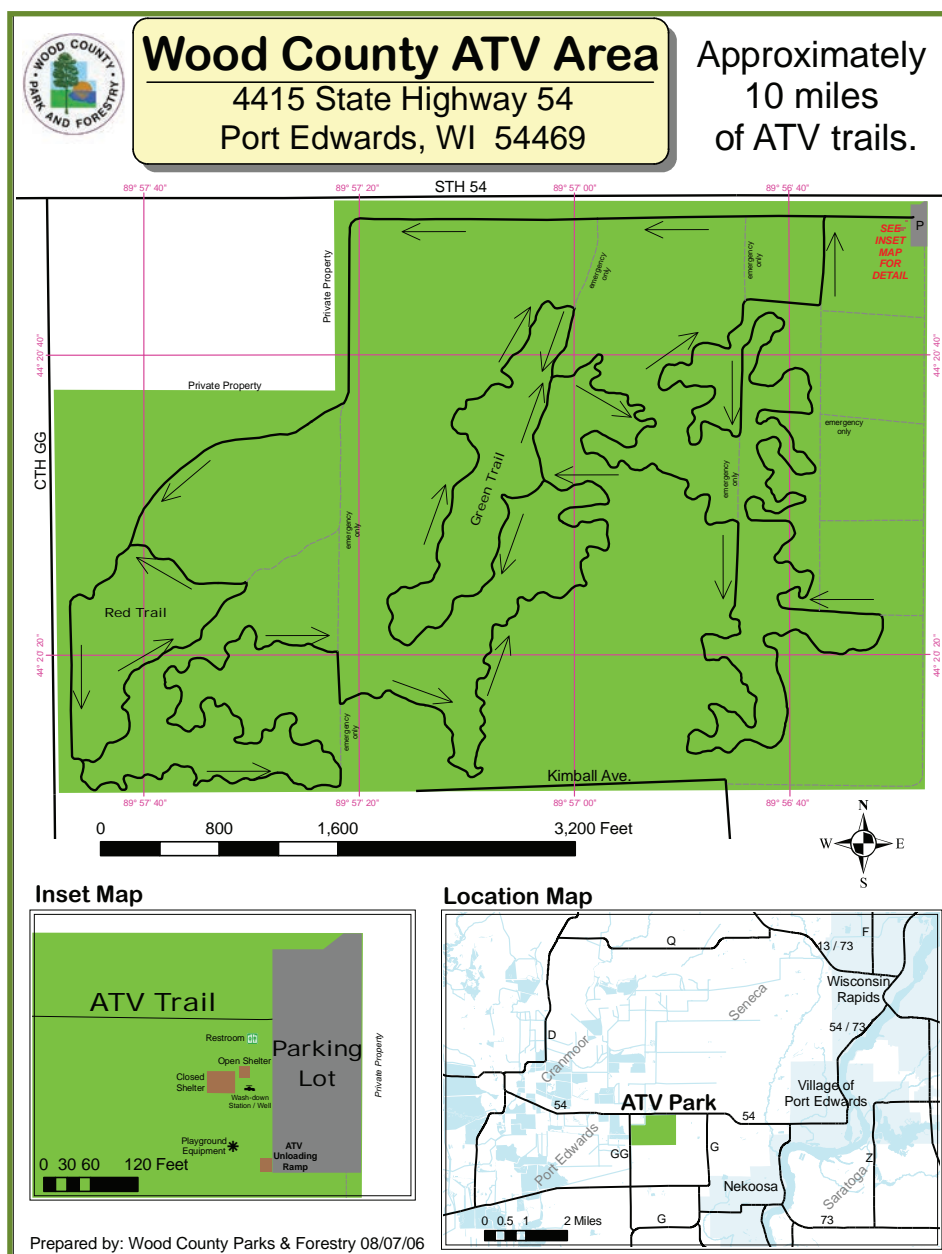 WOOD COUNTY
PARK AND FORESTRY
Wood County ATV Area
4415 State Highway 54
Port Edwards, WI  54469
Approximately
10 miles
of ATV trails.
STH 54
89° 57' 40"
89° 57' 20"
89° 57' 00"
89° 56' 40"
P
SEE
INSET
MAP
FOR
DETAIL
emergency
only
emergency
only
Private Property
44° 20' 40"
44° 20' 40"
Private Property
CTH GG
emergency
only
Green Trail
emergency
only
emergency
only
Red Trail
44° 20' 20"
44° 20' 20"
emergency
only
Kimball Ave.
89° 57' 40"
89° 57' 20"
89° 57' 00"
89° 56' 40"
0 800 1,600 3,200 Feet
N
W E
S
Inset Map
ATV Trail
Restroom
Open Shelter
Closed
Shelter
Wash-down
Station / Well
Parking
Lot
Private Property
Playground
Equipment
ATV
Unloading
Ramp
0 30 60 120 Feet
Location Map
Q
F
13 / 73
Wisconsin
Rapids
Seneca
54 / 73
D
Cranmoor
Village of
Port Edwards
54
ATV Park
54
Port Edwards
GG
G
Z
Nekoosa
Saratoga
G
73
0 0.5 1 2 Miles
Prepared by: Wood County Parks & Forestry 08/07/06